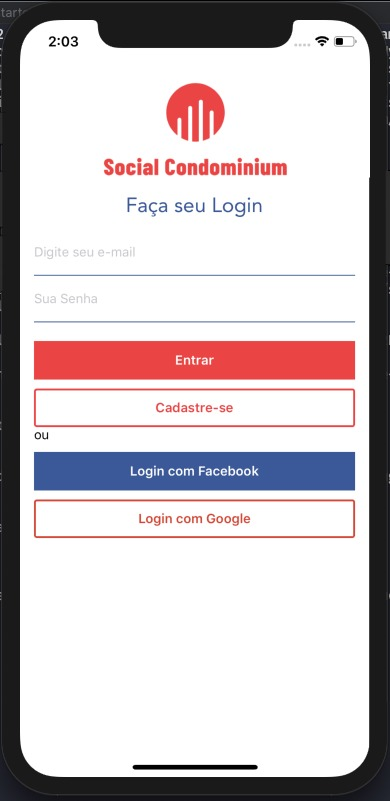 2:03
Social Condominium
Faça seu Login
Digite seu e-mail
Sua Senha
Entrar
Cadastre-se
ou
Login com Facebook
Login com Google